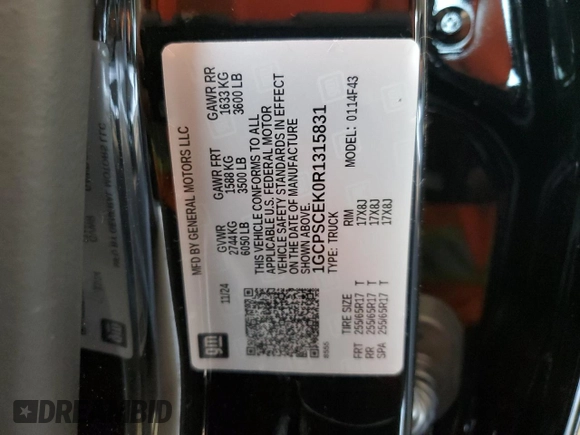 MFD BY GENERAL MOTORS LLC
11/24
GVWR GAWR FRT GAWR RR
2744 KG 1588 KG 1633 KG
6050 LB 3500 LB 3600 LB
THIS VEHICLE CONFORMS TO ALL
APPLICABLE U.S. FEDERAL MOTOR
VEHICLE SAFETY STANDARDS IN EFFECT
ON THE DATE OF MANUFACTURE
SHOWN ABOVE.
1GCPSCEK0R1315831
TYPE: TRUCK MODEL: 0114F43
TIRE SIZE RIM
FRT 255/65R17 T 17X8J
RR 255/65R17 T 17X8J
SPA 255/65R17 T 17X8J
gm
DREAMBID